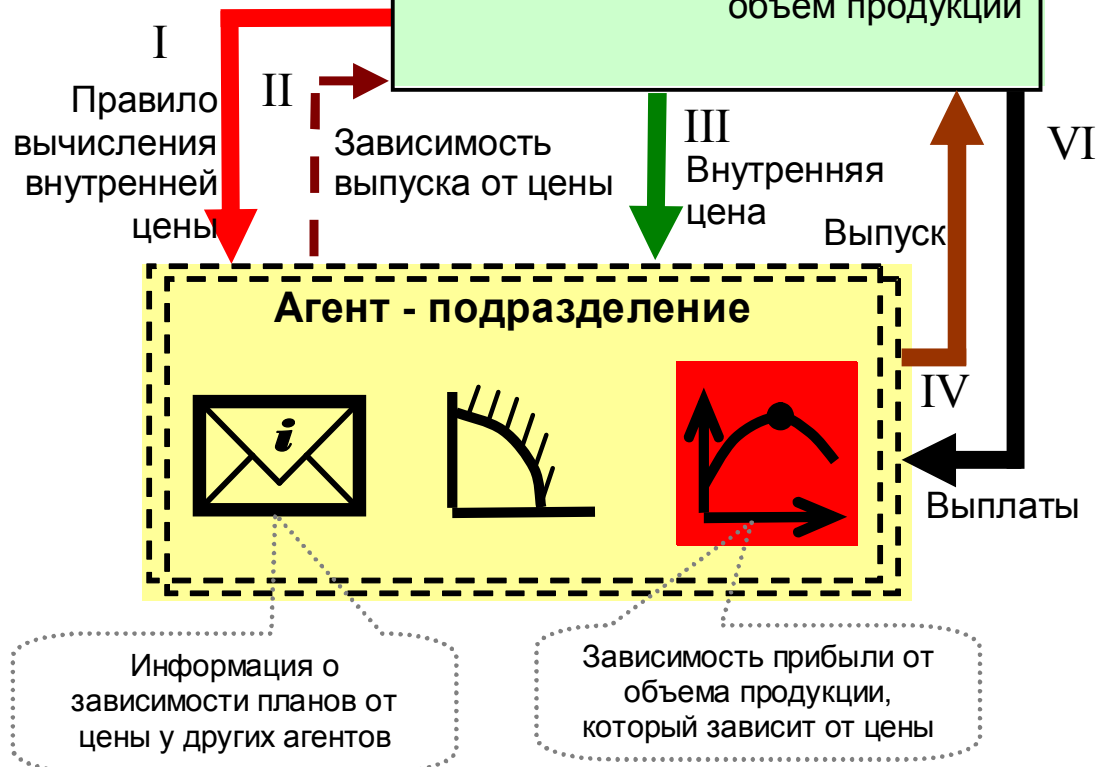 объем продукции
I
Правило
вычисления
внутренней
цены
II
Зависимость
выпуска от цены
III
Внутренняя
цена
Выпуск
VI
Агент - подразделение
i
IV
Выплаты
Информация о
зависимости планов от
цены у других агентов
Зависимость прибыли от
объема продукции,
который зависит от цены